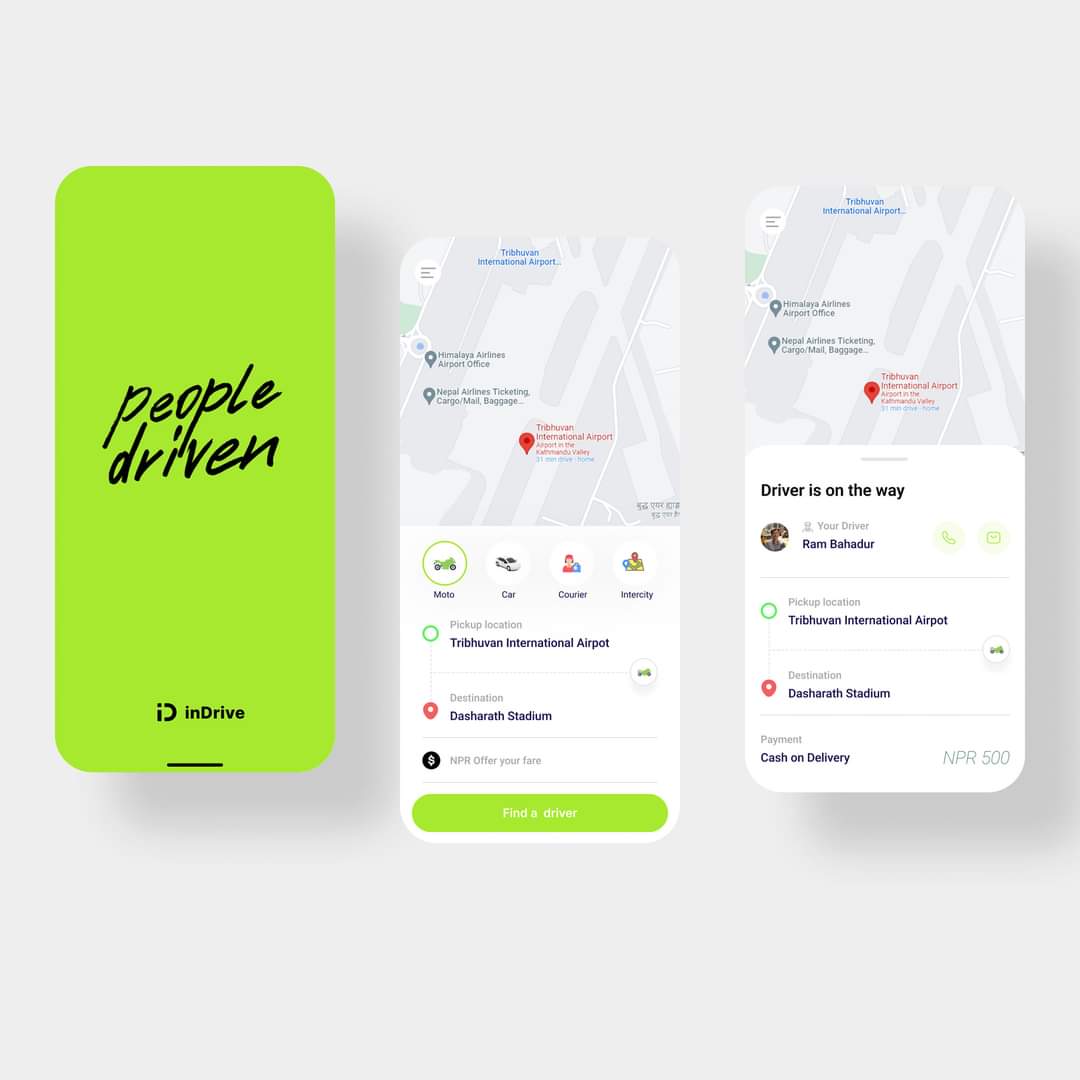 people
driven
inDrive
Tribhuvan
International Airport...
Himalaya Airlines
Airport Office
Nepal Airlines Ticketing,
Cargo/Mail, Baggage...
Tribhuvan
International Airport
Airport in the
Kathmandu Valley
31 min drive - home
बुद्ध एयर ह्याङ
बुद्ध एयर है
Moto
Car
Courier
Intercity
Pickup location
Tribhuvan International Airpot
Destination
Dasharath Stadium
$
NPR Offer your fare
Find a driver
Tribhuvan
International Airport...
Himalaya Airlines
Airport Office
Nepal Airlines Ticketing,
Cargo/Mail, Baggage...
Tribhuvan
International Airport
Airport in the
Kathmandu Valley
31 min drive - home
Driver is on the way
Your Driver
Ram Bahadur
Pickup location
Tribhuvan International Airpot
Destination
Dasharath Stadium
Payment
Cash on Delivery
NPR 500